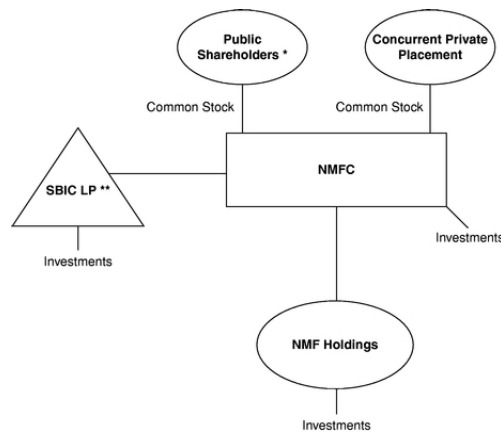 Public
Shareholders *
Concurrent Private
Placement
Common Stock
Common Stock
NMFC
SBIC LP **
Investments
Investments
NMF Holdings
Investments